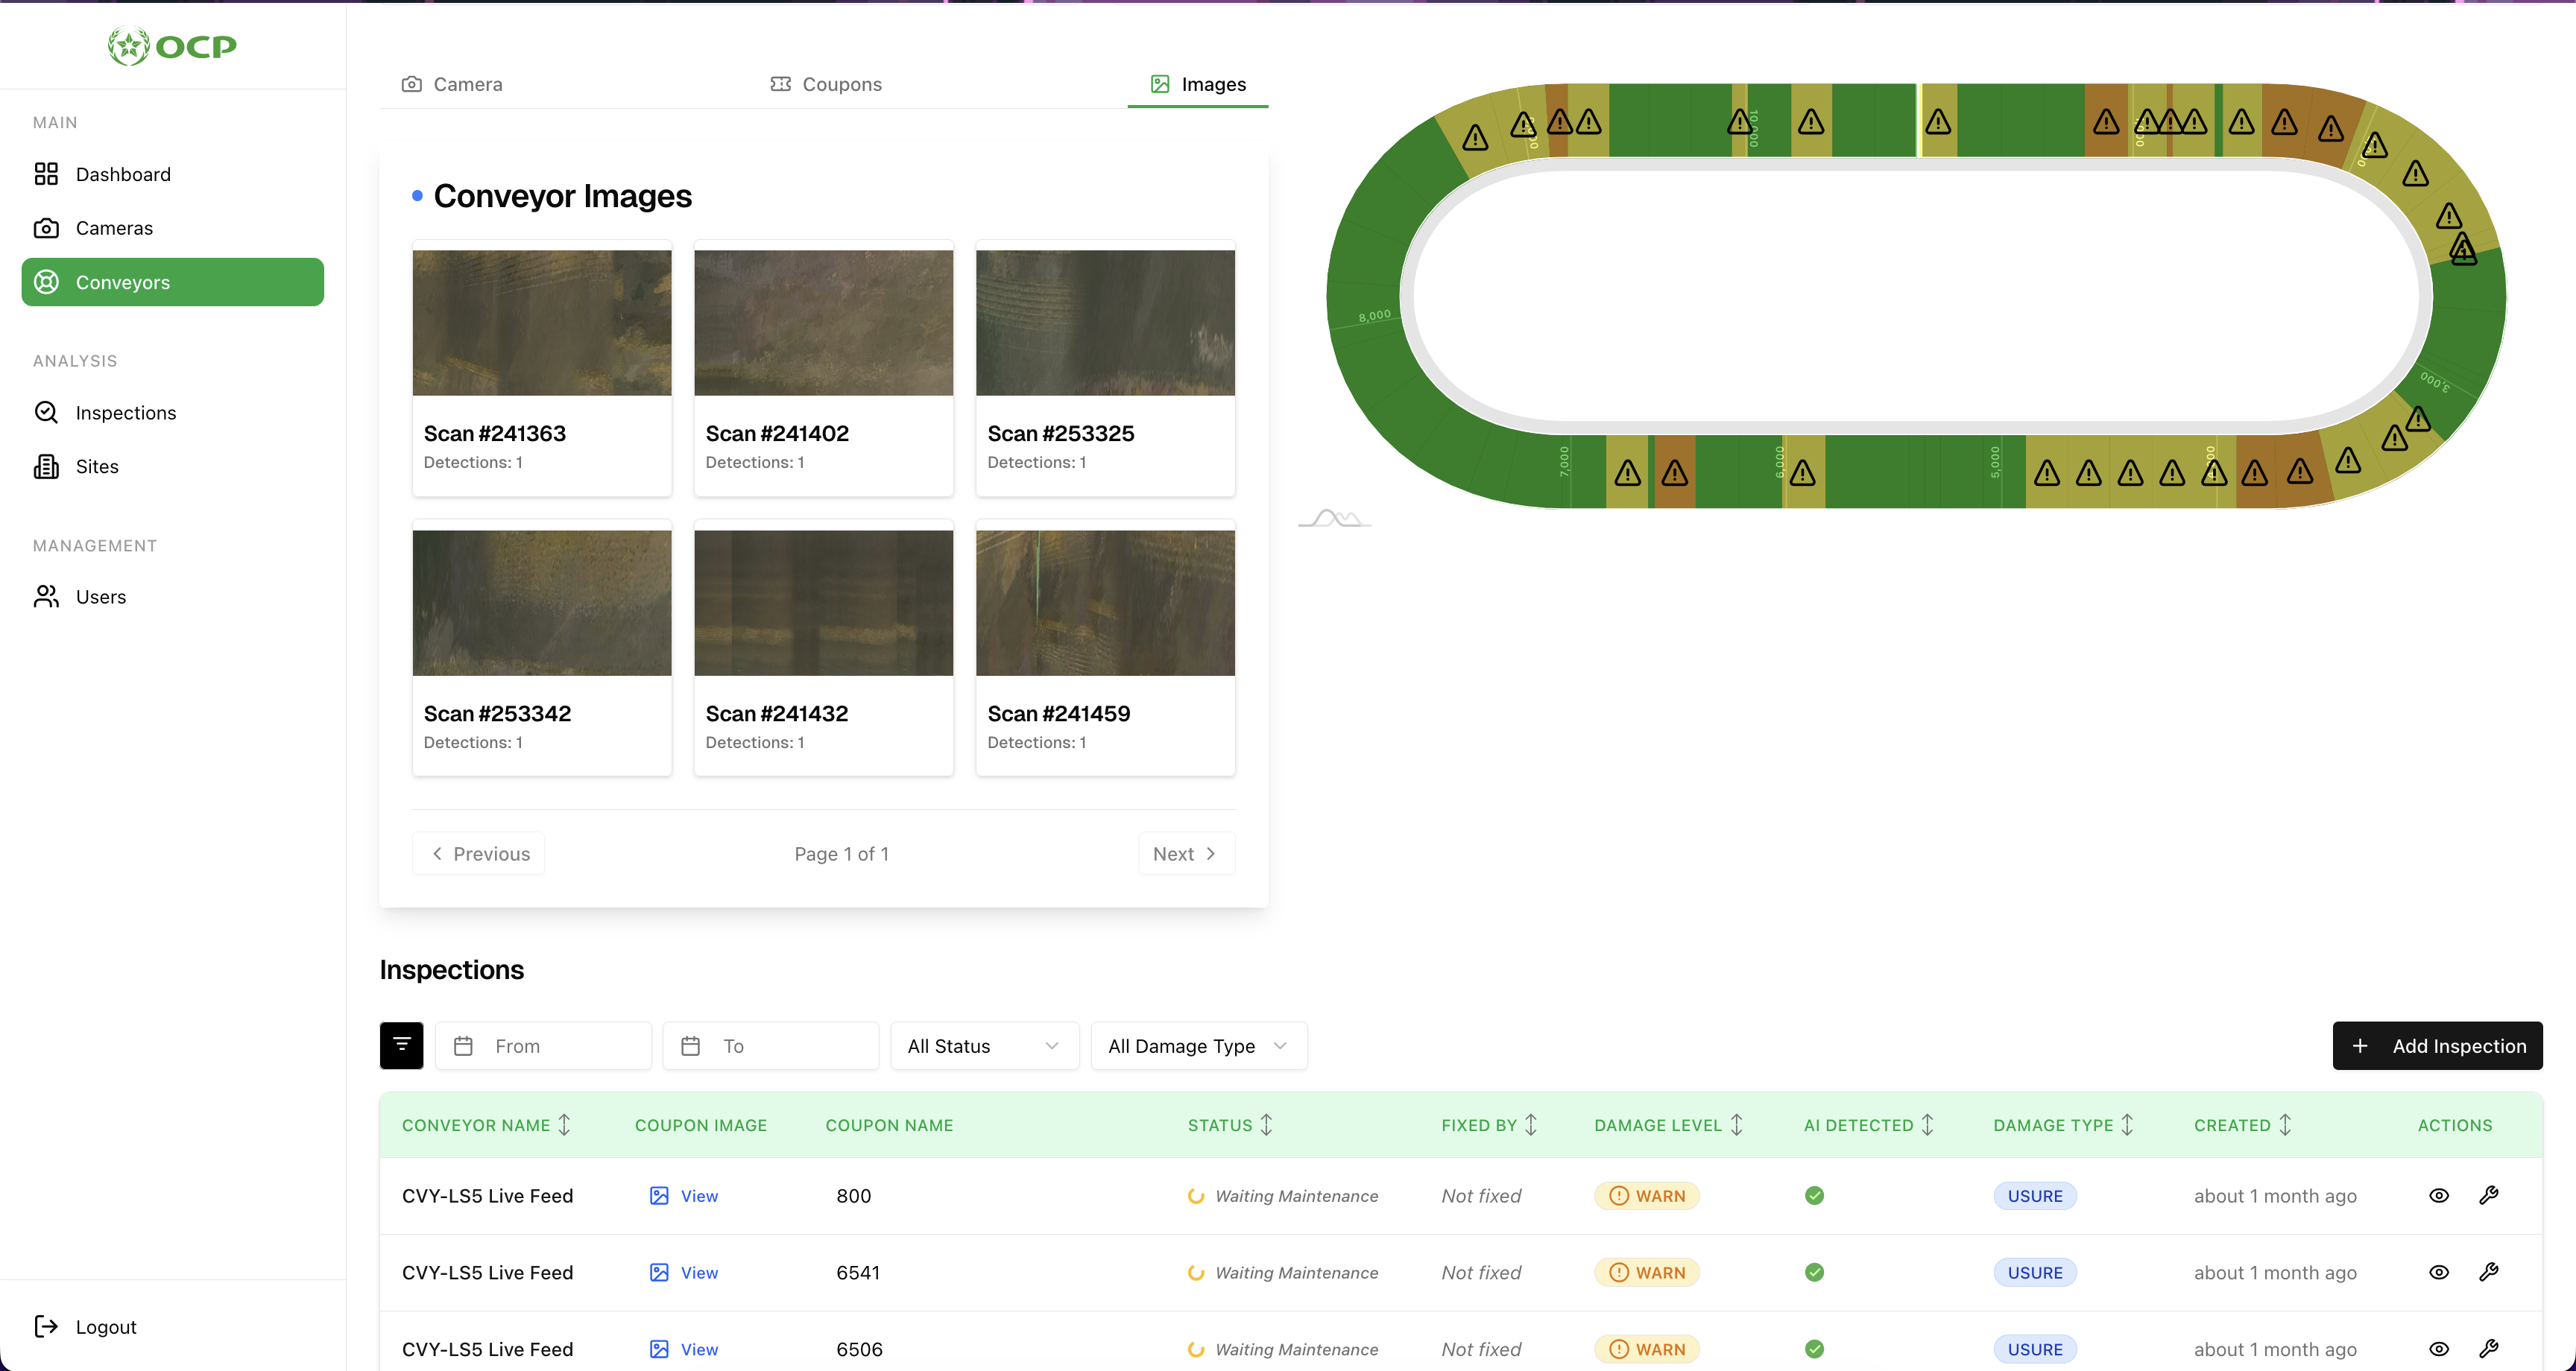 OCP
MAIN
Dashboard
Cameras
Conveyors
ANALYSIS
Inspections
Sites
MANAGEMENT
Users
Logout
Camera
Coupons
Images
Conveyor Images
Scan #241363
Detections: 1
Scan #241402
Detections: 1
Scan #253325
Detections: 1
Scan #253342
Detections: 1
Scan #241432
Detections: 1
Scan #241459
Detections: 1
Previous
Page 1 of 1
Next
10,000
8,000
3,000
7,000
6,000
5,000
Inspections
From
To
All Status
All Damage Type
Add Inspection
CONVEYOR NAME COUPON IMAGE COUPON NAME STATUS FIXED BY DAMAGE LEVEL AI DETECTED DAMAGE TYPE CREATED ACTIONS
CVY-LS5 Live Feed View 800 Waiting Maintenance Not fixed WARN USURE about 1 month ago
CVY-LS5 Live Feed View 6541 Waiting Maintenance Not fixed WARN USURE about 1 month ago
CVY-LS5 Live Feed View 6506 Waiting Maintenance Not fixed WARN USURE about 1 month ago